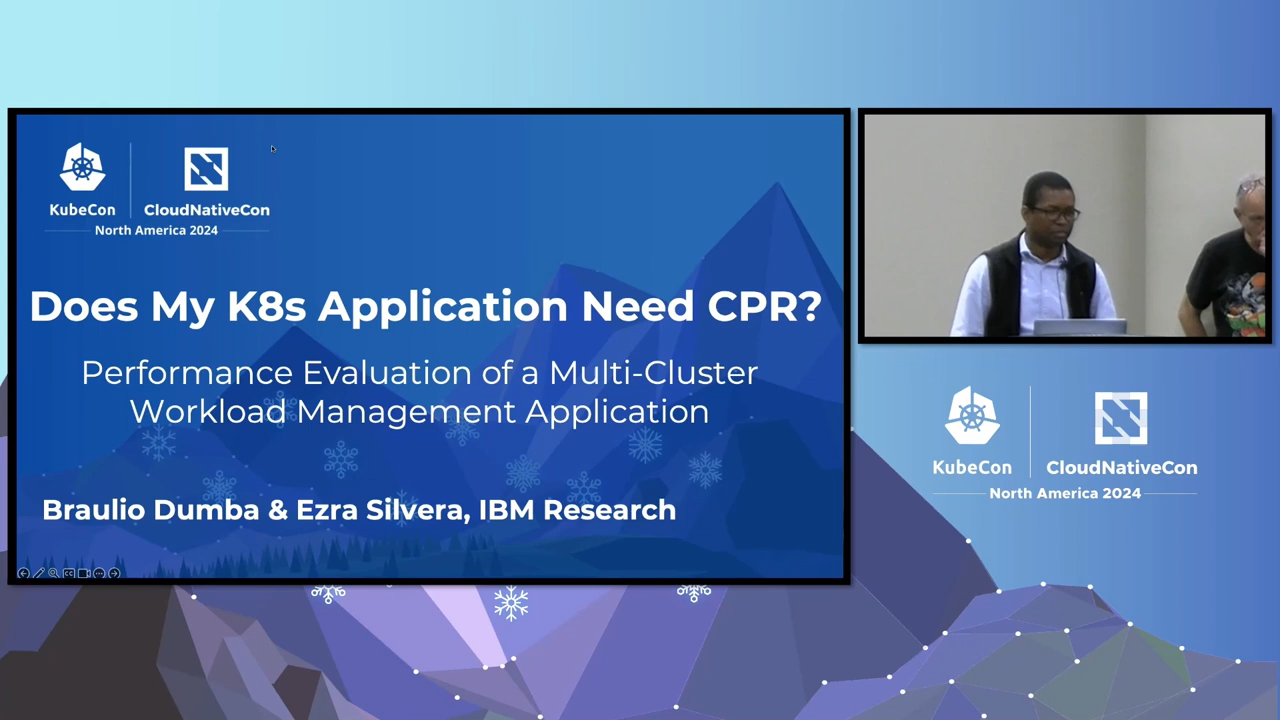 KubeCon
CloudNativeCon
North America 2024
Does My K8s Application Need CPR?
Performance Evaluation of a Multi-Cluster
Workload Management Application
Braulio Dumba & Ezra Silvera, IBM Research
KubeCon
CloudNativeCon
North America 2024